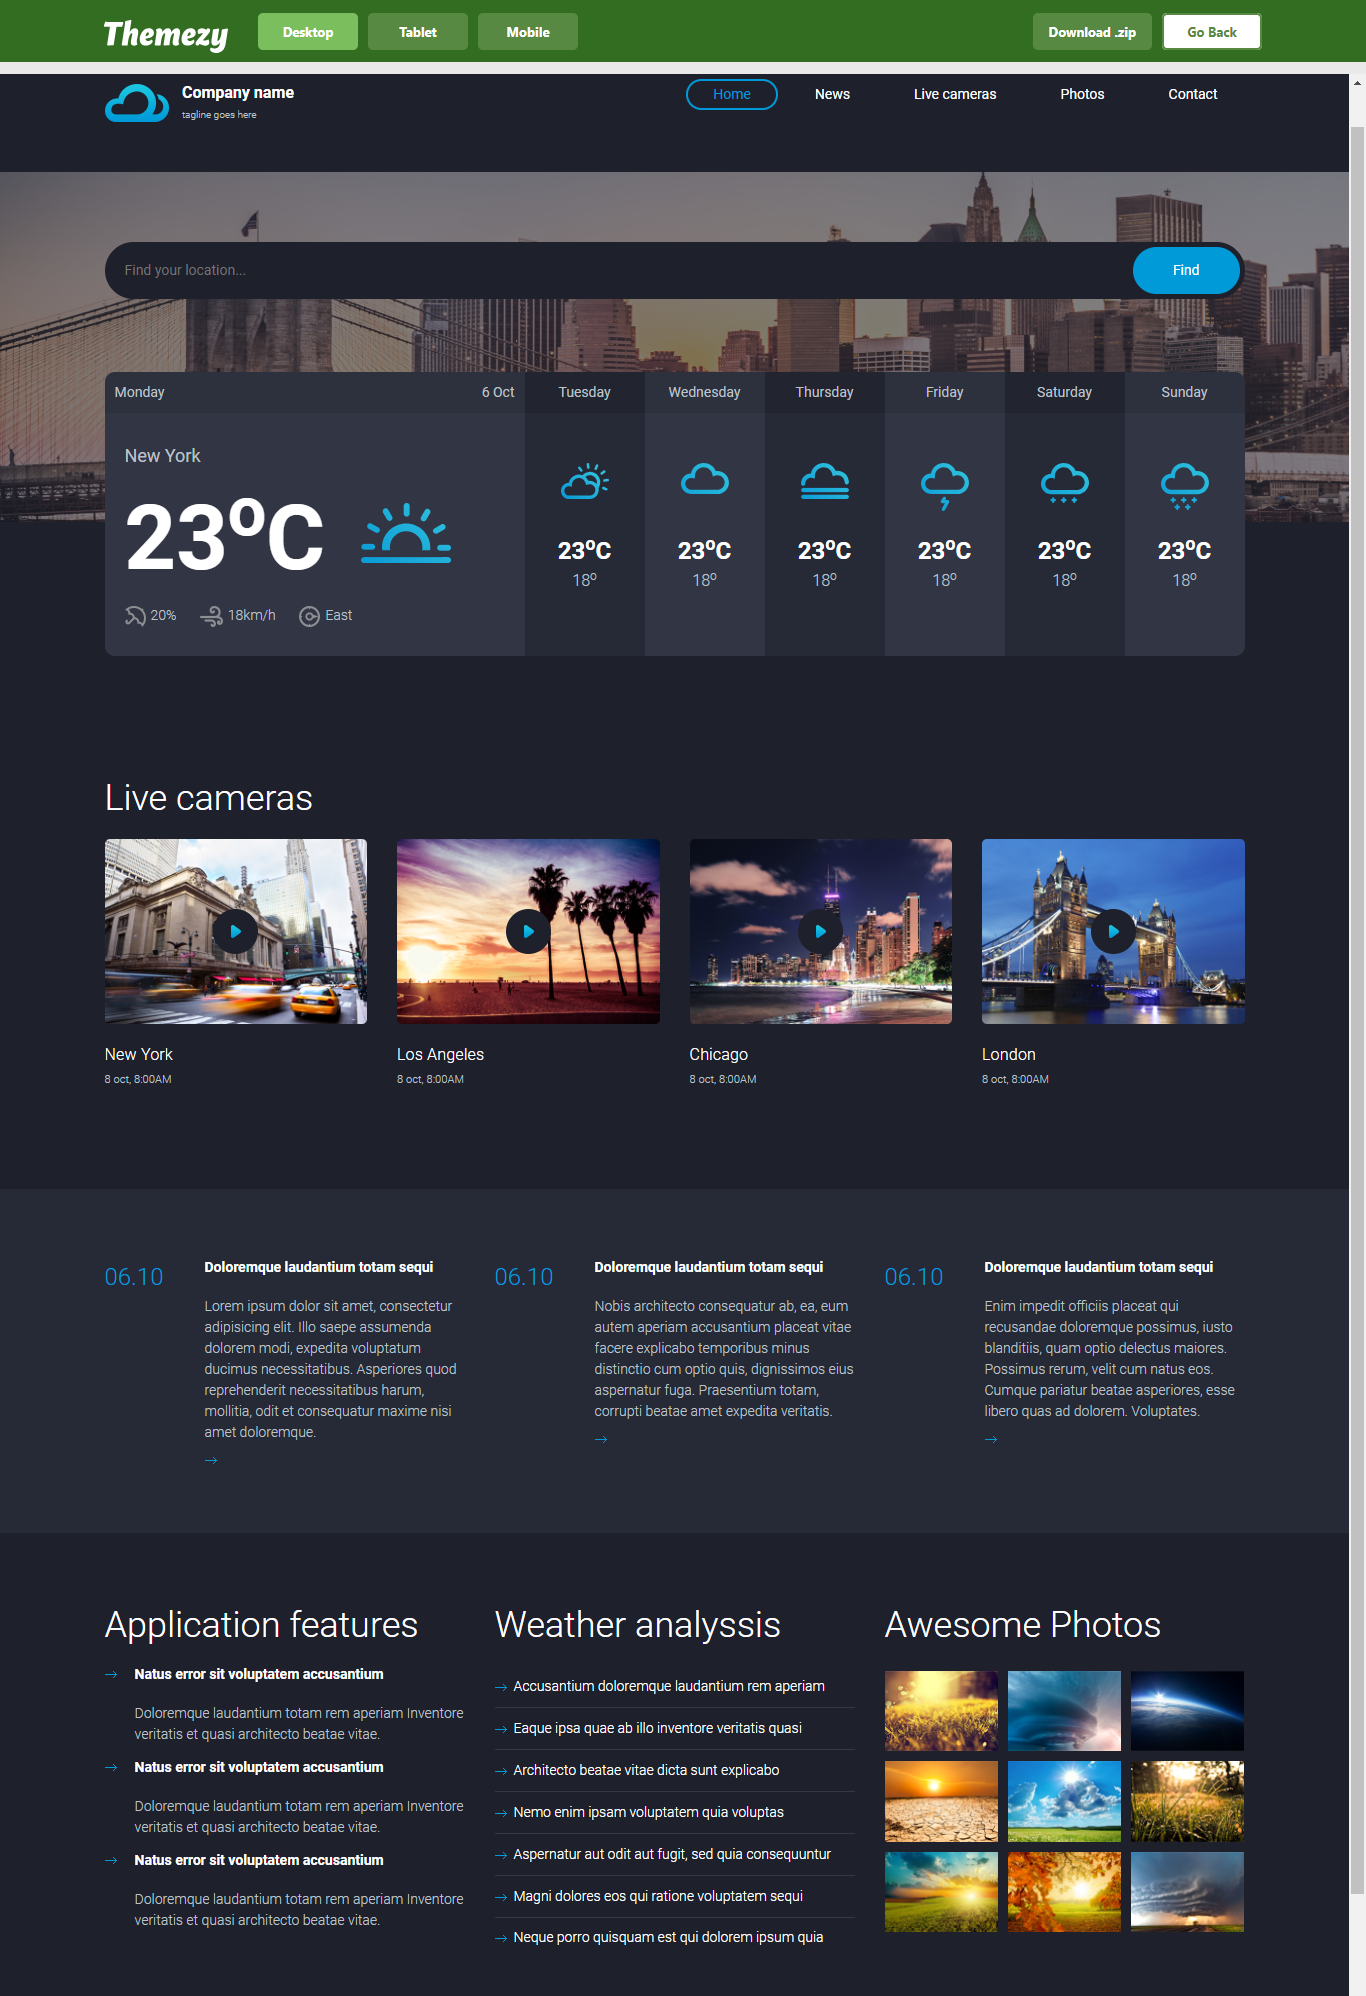 Themezy
Desktop
Tablet
Mobile
Download .zip
Go Back
Company name
tagline goes here
Home
News
Live cameras
Photos
Contact
Find your location...
Find
Monday
6 Oct
Tuesday
Wednesday
Thursday
Friday
Saturday
Sunday
New York
23ºC
20%
18km/h
East
23ºC
18º
23ºC
18º
23ºC
18º
23ºC
18º
23ºC
18º
23ºC
18º
Live cameras
New York
8 oct, 8:00AM
Los Angeles
8 oct, 8:00AM
Chicago
8 oct, 8:00AM
London
8 oct, 8:00AM
06.10
Doloremque laudantium totam sequi
Lorem ipsum dolor sit amet, consectetur
adipisicing elit. Illo saepe assumenda
dolorem modi, expedita voluptatum
ducimus necessitatibus. Asperiores quod
reprehenderit necessitatibus harum,
mollitia, odit et consequatur maxime nisi
amet doloremque.
06.10
Doloremque laudantium totam sequi
Nobis architecto consequatur ab, ea, eum
autem aperiam accusantium placeat vitae
facere explicabo temporibus minus
distinctio cum optio quis, dignissimos eius
aspernatur fuga. Praesentium totam,
corrupti beatae amet expedita veritatis.
06.10
Doloremque laudantium totam sequi
Enim impedit officiis placeat qui
recusandae doloremque possimus, iusto
blanditiis, quam optio delectus maiores.
Possimus rerum, velit cum natus eos.
Cumque pariatur beatae asperiores, esse
libero quas ad dolorem. Voluptates.
Application features
Natus error sit voluptatem accusantium
Doloremque laudantium totam rem aperiam Inventore
veritatis et quasi architecto beatae vitae.
Natus error sit voluptatem accusantium
Doloremque laudantium totam rem aperiam Inventore
veritatis et quasi architecto beatae vitae.
Natus error sit voluptatem accusantium
Doloremque laudantium totam rem aperiam Inventore
veritatis et quasi architecto beatae vitae.
Weather analyssis
Accusantium doloremque laudantium rem aperiam
Eaque ipsa quae ab illo inventore veritatis quasi
Architecto beatae vitae dicta sunt explicabo
Nemo enim ipsam voluptatem quia voluptas
Aspernatur aut odit aut fugit, sed quia consequuntur
Magni dolores eos qui ratione voluptatem sequi
Neque porro quisquam est qui dolorem ipsum quia
Awesome Photos